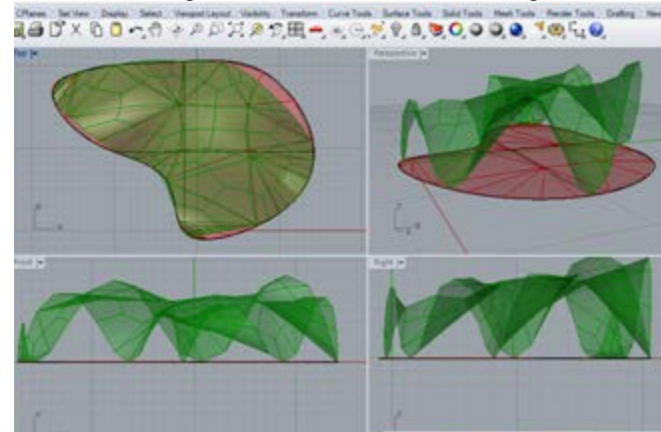 CPlanes Set View Display Select Viewport Layout Visibility Transform Curve Tools Surface Tools Solid Tools Mesh Tools Render Tools Drafting New
Top
Perspective
Front
Right